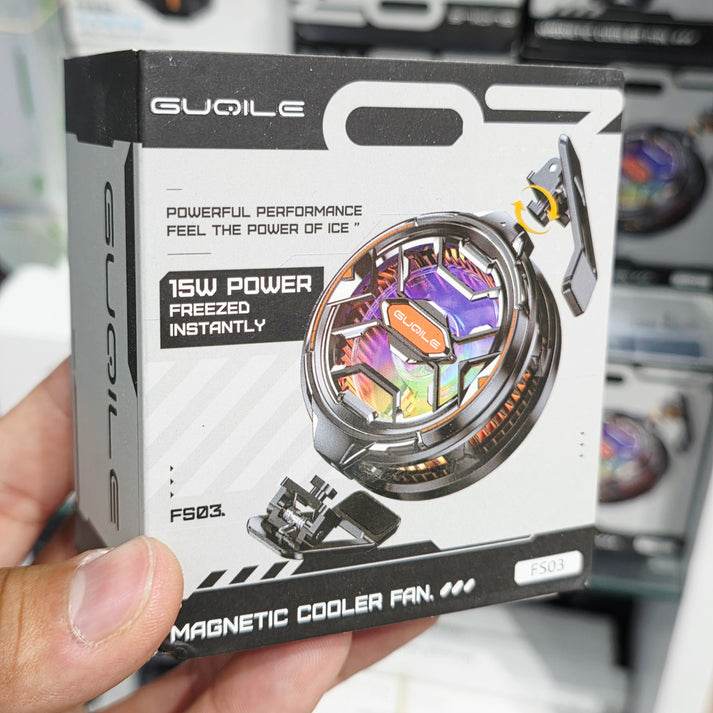 GUQILE
03
POWERFUL PERFORMANCE
FEEL THE POWER OF ICE "
15W POWER
FREEZED
INSTANTLY
GUQILE
GUQILE
FS03.
FS03
MAGNETIC COOLER FAN.